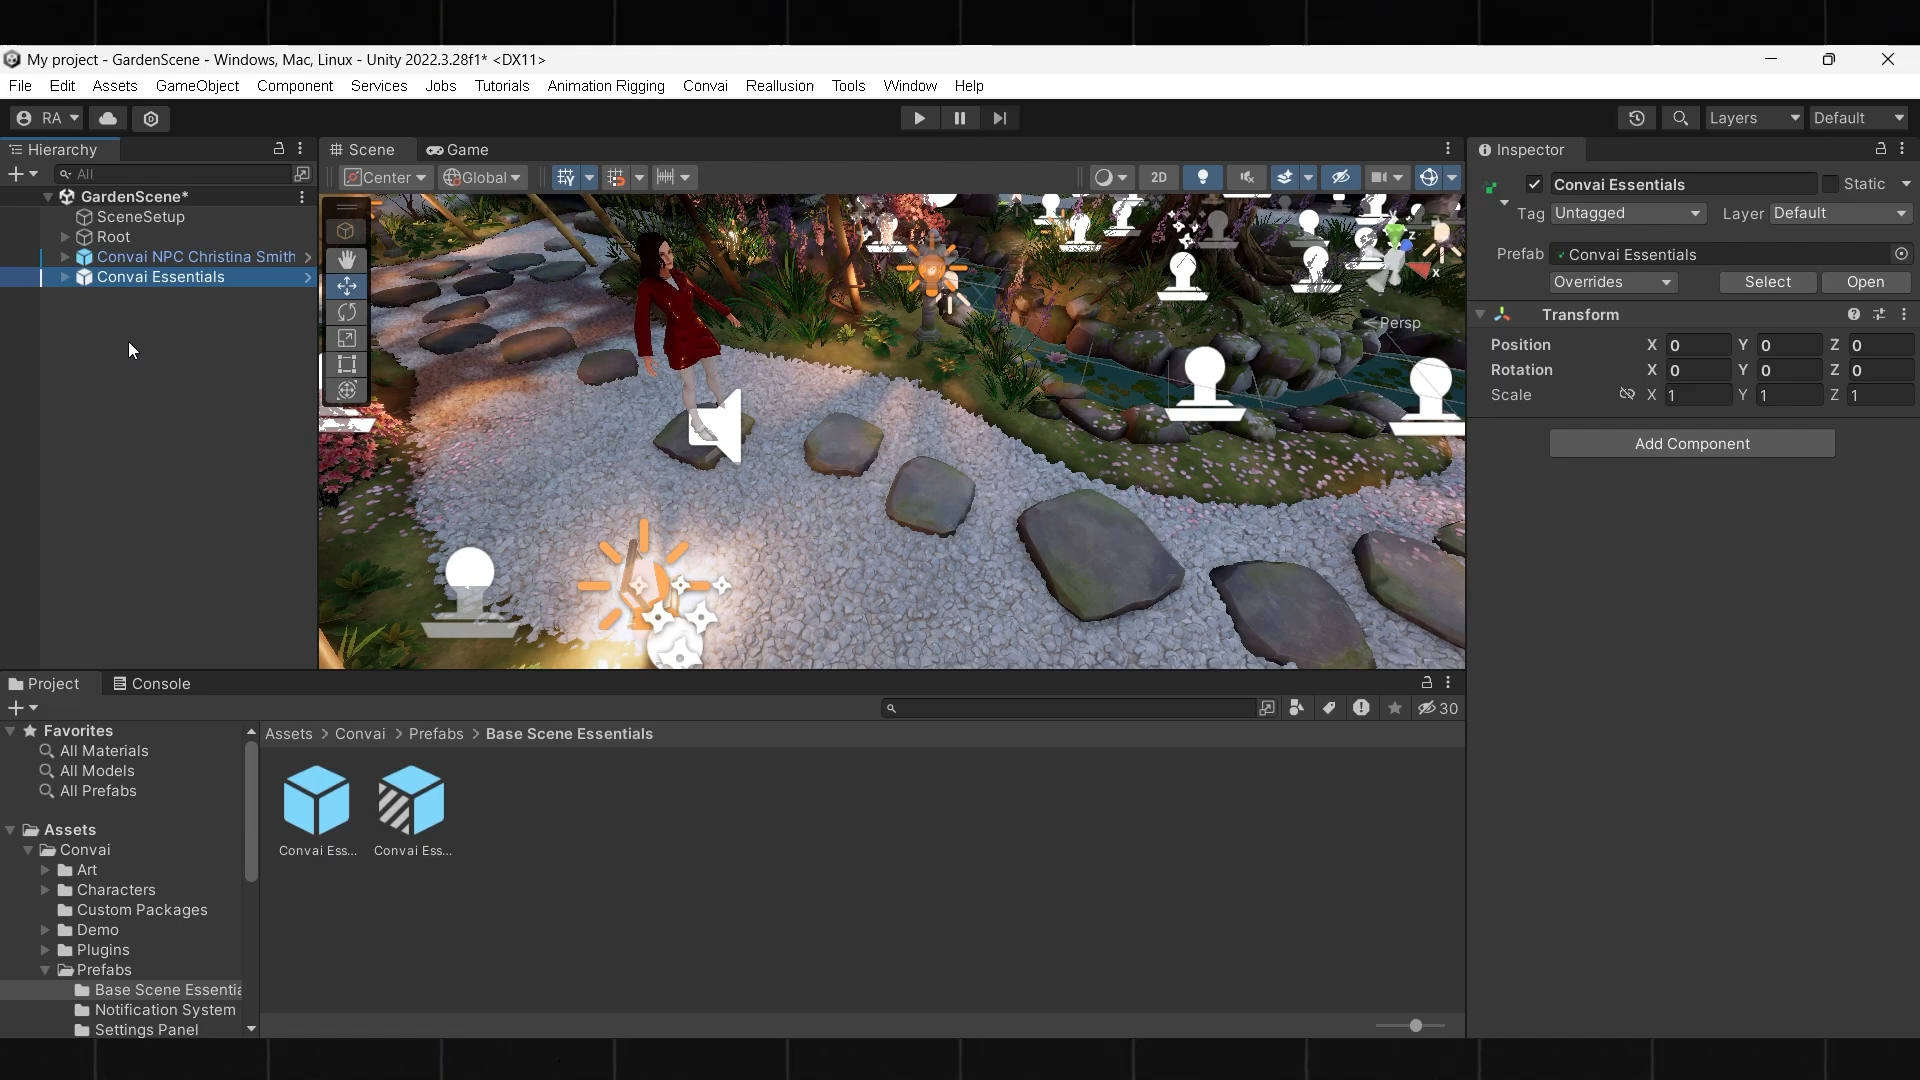 My project - GardenScene - Windows, Mac, Linux - Unity 2022.3.28f1* <DX11>
File Edit Assets GameObject Component Services Jobs Tutorials Animation Rigging Convai Reallusion Tools Window Help
RA
Layers
Default
Hierarchy
All
GardenScene*
SceneSetup
Root
Convai NPC Christina Smith
Convai Essentials
Scene
Game
Center
Global
2D
Z
x
Persp
Inspector
Convai Essentials
Static
Tag Untagged
Layer Default
Prefab Convai Essentials
Overrides
Select
Open
Transform
Position X 0 Y 0 Z 0
Rotation X 0 Y 0 Z 0
Scale X 1 Y 1 Z 1
Add Component
Project
Console
30
Favorites
All Materials
All Models
All Prefabs
Assets
Convai
Art
Characters
Custom Packages
Demo
Plugins
Prefabs
Base Scene Essentia
Notification System
Settings Panel
Assets > Convai > Prefabs > Base Scene Essentials
Convai Ess...
Convai Ess...